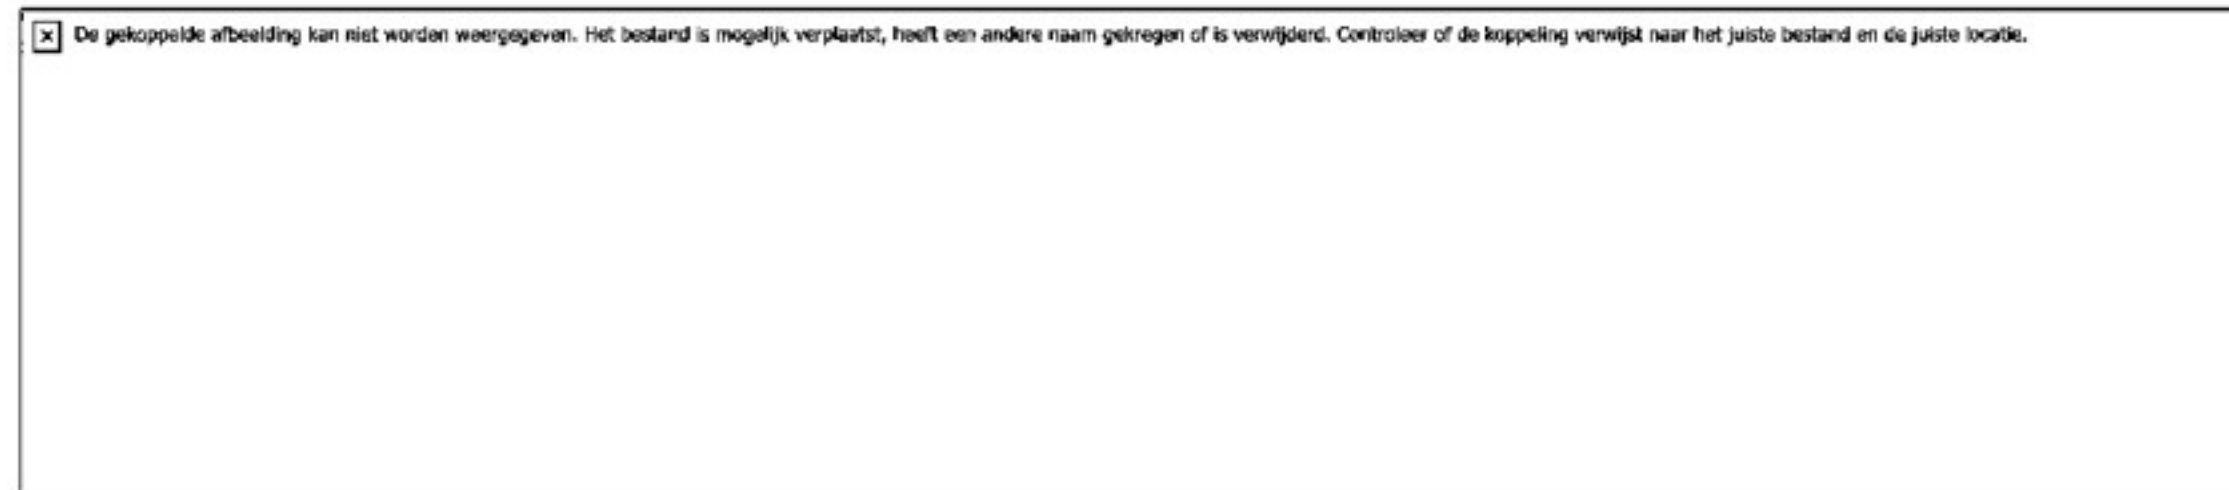 De gekoppelde afbeelding kan niet worden weergegeven. Het bestand is mogelijk verplaatst, heeft een andere naam gekregen of is verwijderd. Controleer of de koppeling verwijst naar het juiste bestand en de juiste locatie.